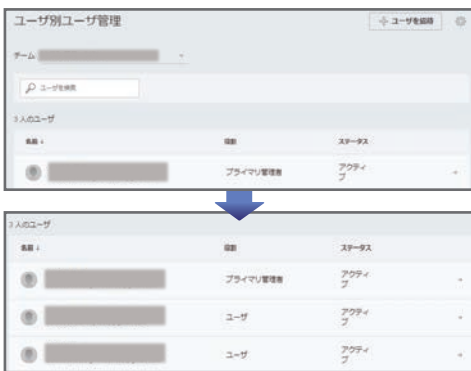 ユーザ別ユーザ管理
ユーザを招待
チーム
ユーザを検索
3人のユーザ
名前↓ 役割 ステータス
プライマリ管理者 アクティ
ブ
3人のユーザ
名前↓ 役割 ステータス
プライマリ管理者 アクティ
ブ
ユーザ アクティ
ブ
ユーザ アクティ
ブ